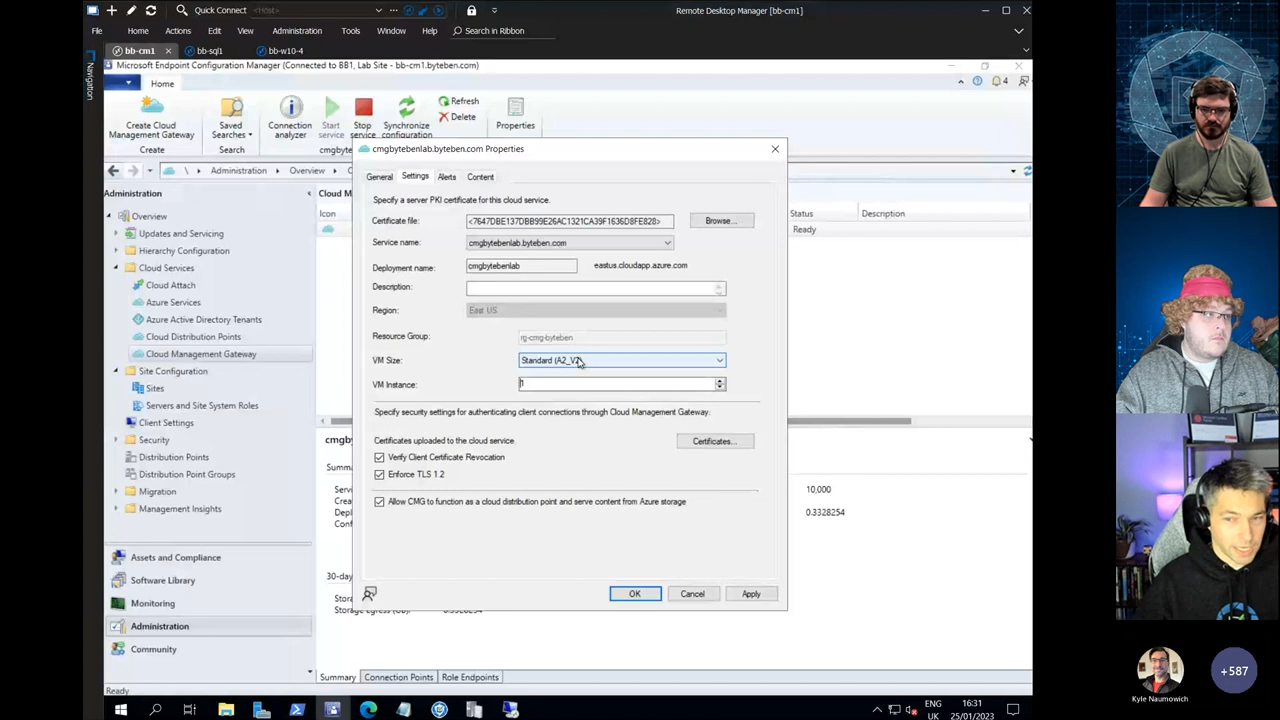 Quick Connect <Host>
Remote Desktop Manager [bb-cm1]
File Home Actions Edit View Administration Tools Window Help Search in Ribbon
bb-cm1 bb-sql1 bb-w10-4
Navigation
Microsoft Endpoint Configuration Manager (Connected to BB1, Lab Site - bb-cm1.byteben.com)
Home
4
Create Cloud
Management Gateway
Saved
Searches
Connection
analyzer
Start
service
Stop
service
Synchronize
configuration
Refresh
Delete
Properties
Create Search
\ Administration Overview
Administration
Overview
Updates and Servicing
Hierarchy Configuration
Cloud Services
Cloud Attach
Azure Services
Azure Active Directory Tenants
Cloud Distribution Points
Cloud Management Gateway
Site Configuration
Sites
Servers and Site System Roles
Client Settings
Security
Distribution Points
Distribution Point Groups
Migration
Management Insights
Assets and Compliance
Software Library
Monitoring
Administration
Community
Ready
Icon
Status Description
Ready
10,000
0.3328254
cmgbytebenlab.byteben.com Properties
General Settings Alerts Content
Specify a server PKI certificate for this cloud service.
Certificate file: <7647DBE137DBB99E26AC1321CA39F1636D8FE828> Browse...
Service name: cmgbytebenlab.byteben.com
Deployment name: cmgbytebenlab eastus.cloudapp.azure.com
Description:
Region: East US
Resource Group: rg-cmg-byteben
VM Size: Standard (A2_V2)
VM Instance: 1
Specify security settings for authenticating client connections through Cloud Management Gateway.
Certificates uploaded to the cloud service Certificates...
Verify Client Certificate Revocation
Enforce TLS 1.2
Allow CMG to function as a cloud distribution point and serve content from Azure storage
OK Cancel Apply
Summary Connection Points Role Endpoints
ENG
UK
16:31
25/01/2023
Kyle Naumowich
+587